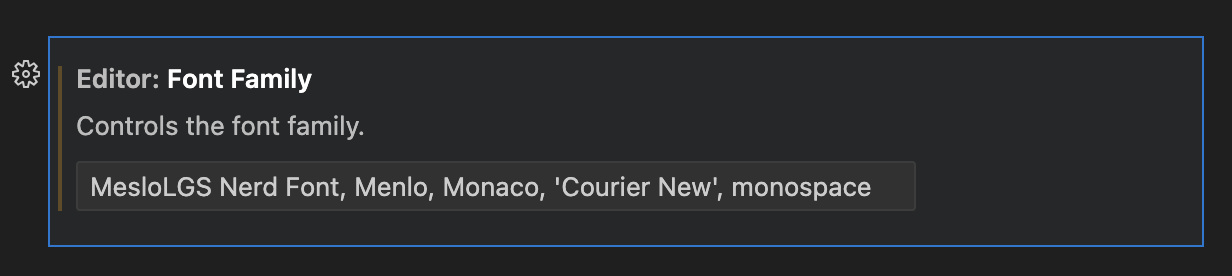 Editor: Font Family
Controls the font family.
MesloLGS Nerd Font, Menlo, Monaco, 'Courier New', monospace